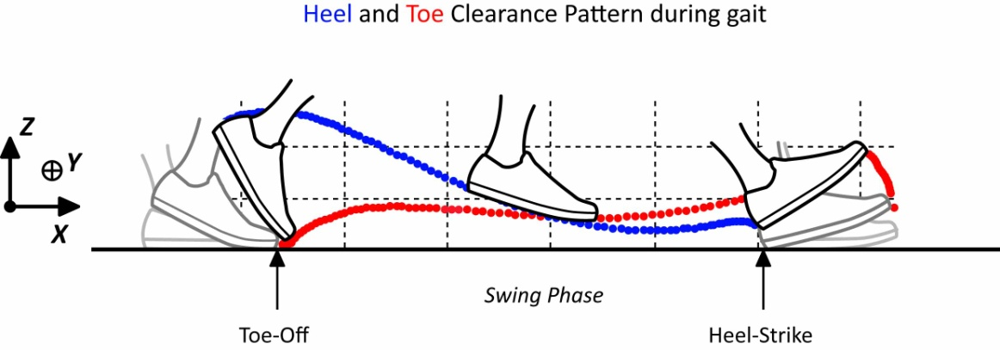 Heel and Toe Clearance Pattern during gait
Z
Y
X
Swing Phase
Toe-Off
Heel-Strike